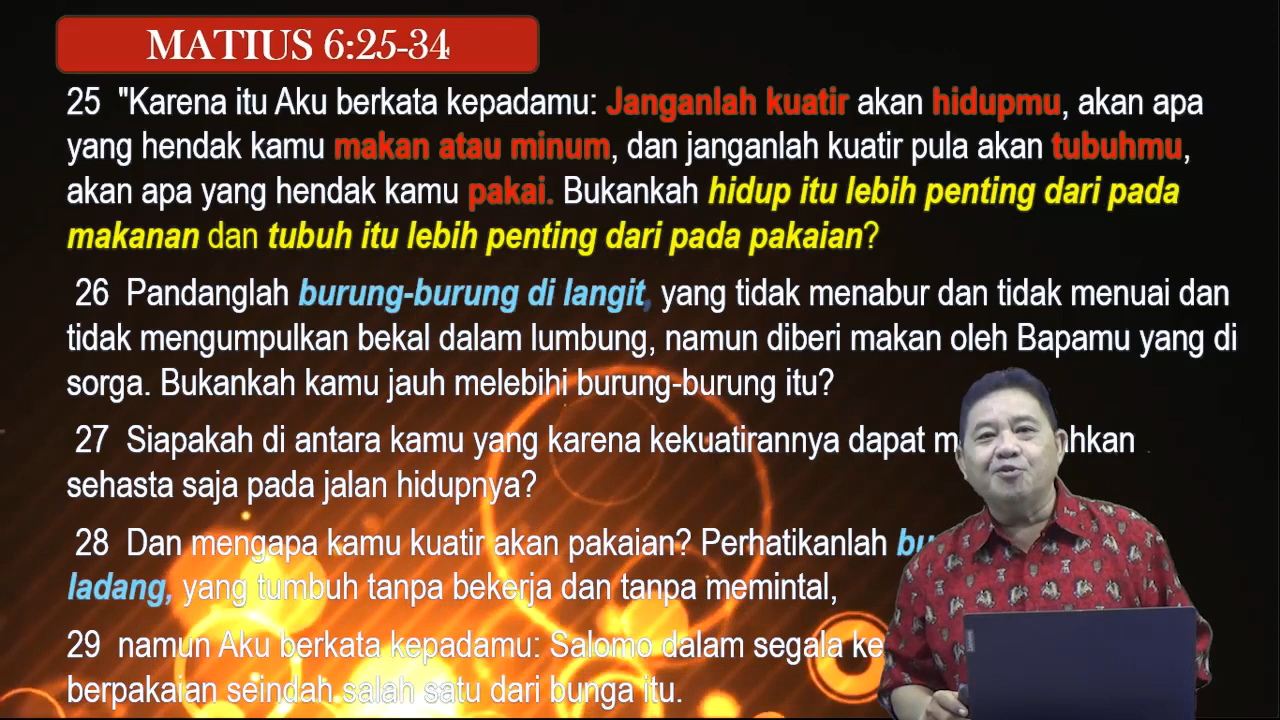 MATIUS 6:25-34
25 "Karena itu Aku berkata kepadamu: Janganlah kuatir akan hidupmu, akan apa
yang hendak kamu makan atau minum, dan janganlah kuatir pula akan tubuhmu,
akan apa yang hendak kamu pakai. Bukankah hidup itu lebih penting dari pada
makanan dan tubuh itu lebih penting dari pada pakaian?
26 Pandanglah burung-burung di langit, yang tidak menabur dan tidak menuai dan
tidak mengumpulkan bekal dalam lumbung, namun diberi makan oleh Bapamu yang di
sorga. Bukankah kamu jauh melebihi burung-burung itu?
27 Siapakah di antara kamu yang karena kekuatirannya dapat
sehasta saja pada jalan hidupnya?
28 Dan mengapa kamu kuatir akan pakaian? Perhatikanlah
ladang, yang tumbuh tanpa bekerja dan tanpa memintal,
29 namun Aku berkata kepadamu: Salomo dalam segala
berpakaian seindah salah satu dari bunga itu.